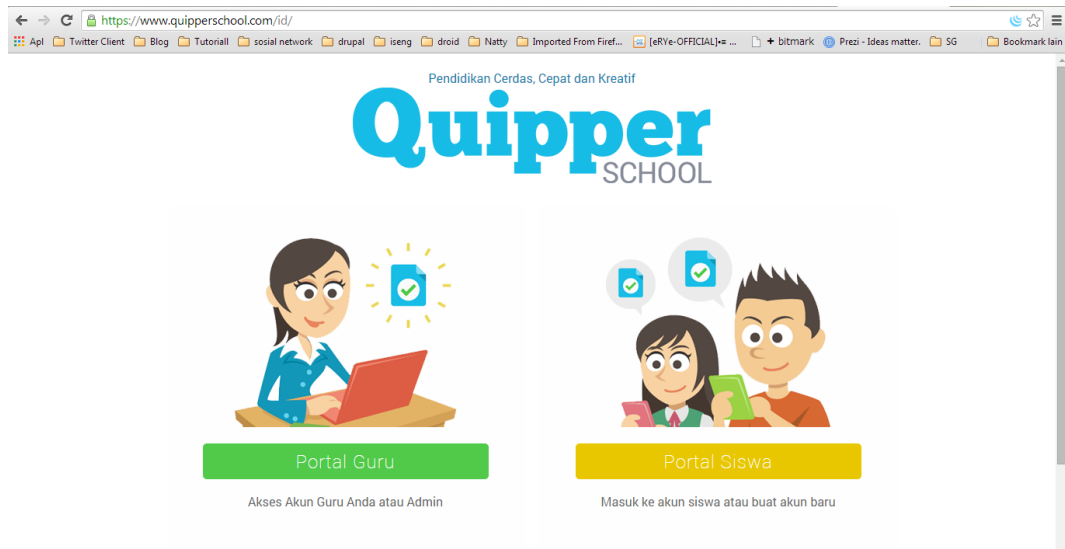 https://www.quipperschool.com/id/
Apl Twitter Client Blog Tutoriall sosial network drupal iseng droid Natty Imported From Firef... [eRYe-OFFICIAL]•≡ ... + bitmark Prezi - Ideas matter. SG Bookmark lain
Pendidikan Cerdas, Cepat dan Kreatif
Quipper
SCHOOL
Portal Guru
Portal Siswa
Akses Akun Guru Anda atau Admin
Masuk ke akun siswa atau buat akun baru